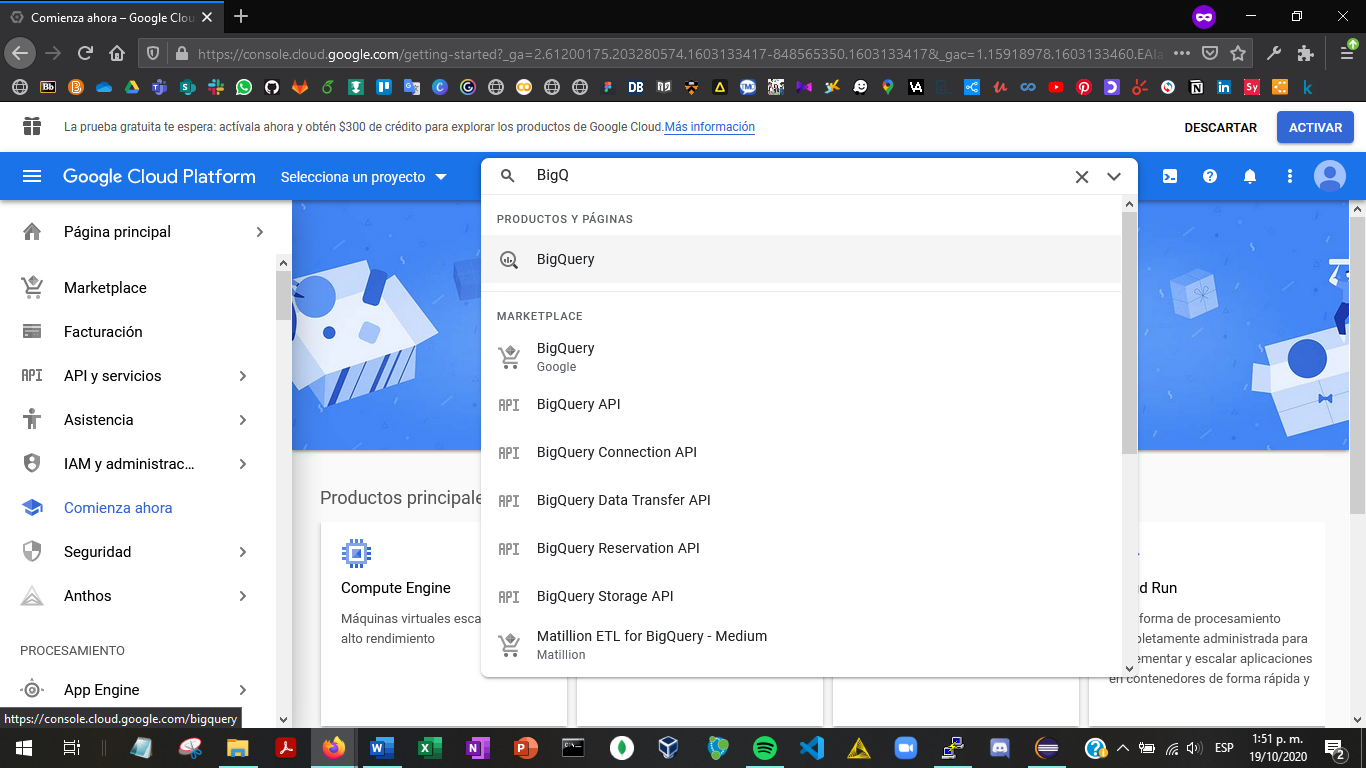 Comienza ahora – Google Clou
https://console.cloud.google.com/getting-started?_ga=2.61200175.203290574.1603133417-848565350.1603133417&_gac=1.15918978.1603133460.EAIa
La prueba gratuita te espera: actívala ahora y obtén $300 de crédito para explorar los productos de Google Cloud.Más información
DESCARTAR
ACTIVAR
Google Cloud Platform
Selecciona un proyecto
BigQ
Página principal
Marketplace
Facturación
API y servicios
Asistencia
IAM y administrac...
Comienza ahora
Seguridad
Anthos
PROCESAMIENTO
App Engine
https://console.cloud.google.com/bigquery
PRODUCTOS Y PÁGINAS
BigQuery
MARKETPLACE
BigQuery
Google
API BigQuery API
API BigQuery Connection API
API BigQuery Data Transfer API
API BigQuery Reservation API
API BigQuery Storage API
Matillion ETL for BigQuery - Medium
Matillion
Productos principale
Compute Engine
Máquinas virtuales esca
alto rendimiento
d Run
forma de procesamiento
pletamente administrada para
ementar y escalar aplicaciones
en contenedores de forma rápida y
ESP
1:51 p. m.
19/10/2020
2